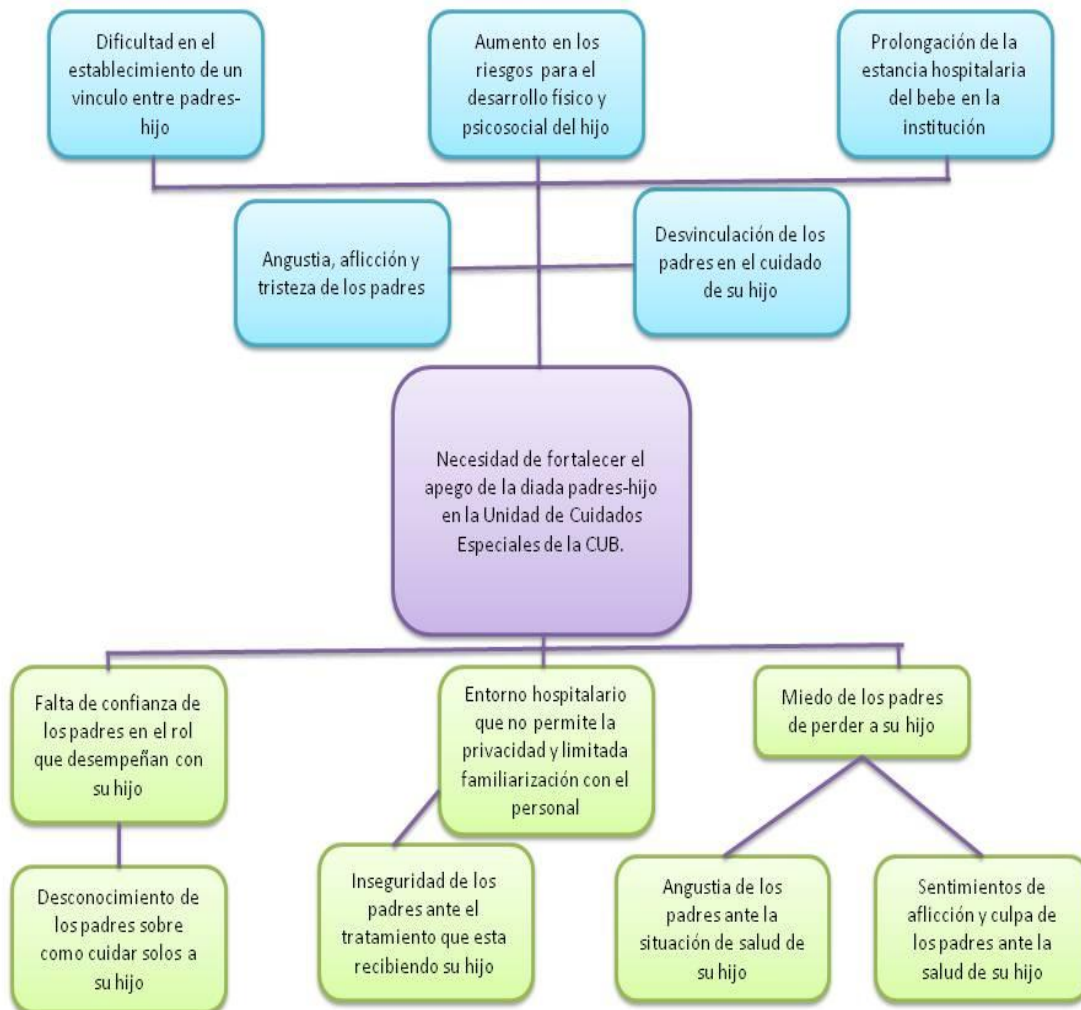 Dificultad en el
establecimiento de un
vinculo entre padres-
hijo
Aumento en los
riesgos para el
desarrollo físico y
psicosocial del hijo
Prolongación de la
estancia hospitalaria
del bebe en la
institución
Angustia, aflicción y
tristeza de los padres
Desvinculación de los
padres en el cuidado
de su hijo
Necesidad de fortalecer el
apego de la diada padres-hijo
en la Unidad de Cuidados
Especiales de la CUB.
Falta de confianza de
los padres en el rol
que desempeñan con
su hijo
Entorno hospitalario
que no permite la
privacidad y limitada
familiarización con el
personal
Miedo de los padres
de perder a su hijo
Desconocimiento de
los padres sobre
como cuidar solos a
su hijo
Inseguridad de los
padres ante el
tratamiento que esta
recibiendo su hijo
Angustia de los
padres ante la
situación de salud de
su hijo
Sentimientos de
aflicción y culpa de
los padres ante la
salud de su hijo